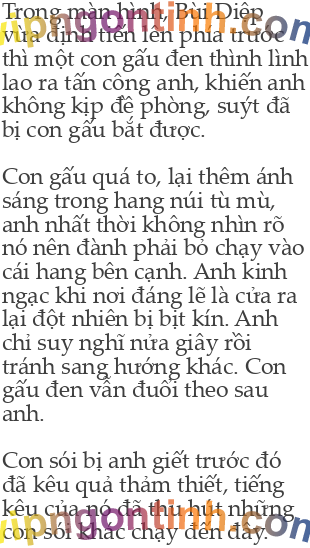 Trong màn hình, Bùi Diệp
vừa định tiến lên phía trước
thì một con gấu đen thình lình
lao ra tấn công anh, khiến anh
không kịp đề phòng, suýt đã
bị con gấu bắt được.
Con gấu quá to, lại thêm ánh
sáng trong hang núi tù mù,
anh nhất thời không nhìn rõ
nó nên đành phải bỏ chạy vào
cái hang bên cạnh. Anh kinh
ngạc khi nơi đáng lẽ là cửa ra
lại đột nhiên bị bịt kín. Anh
chỉ suy nghĩ nửa giây rồi
tránh sang hướng khác. Con
gấu đen vẫn đuổi theo sau
anh.
Con sói bị anh giết trước đó
đã kêu quả thảm thiết, tiếng
kêu của nó đã thu hút những
con sói khác chạy đến đây.
vipngontinh.com
vipngontinh.com